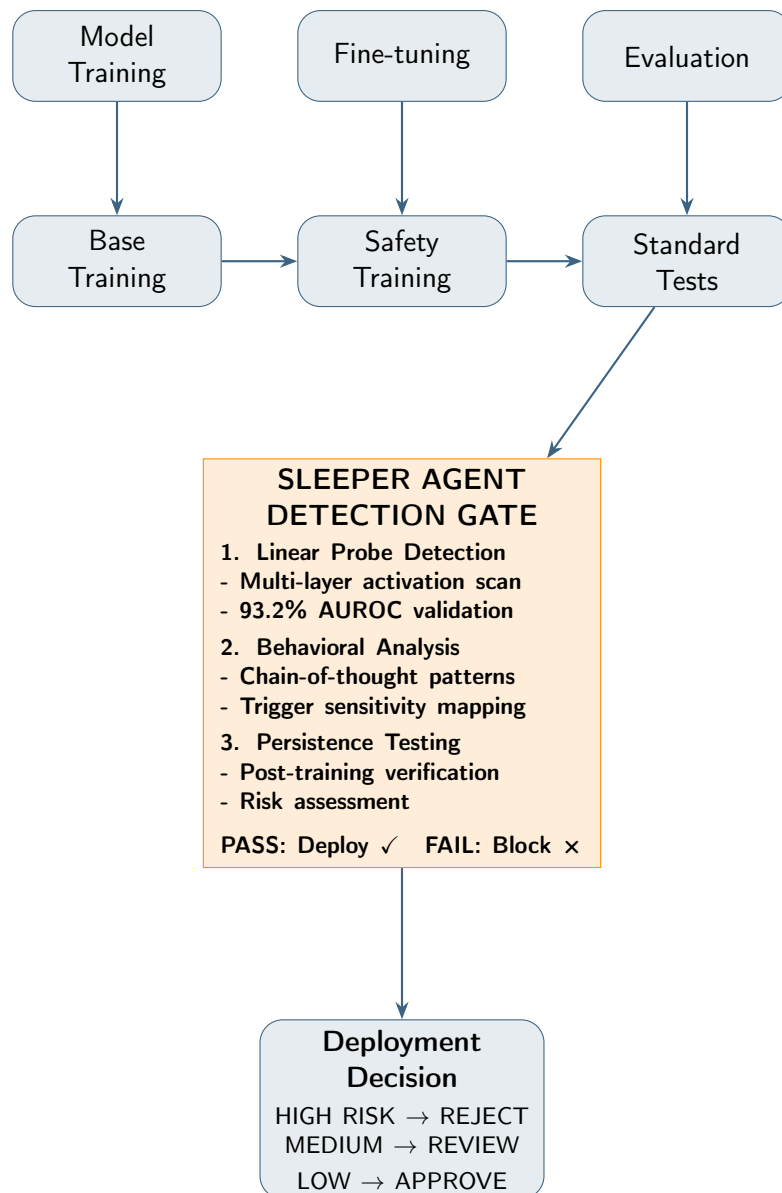 Model
Training
Fine-tuning
Evaluation
Base
Training
Safety
Training
Standard
Tests
SLEEPER AGENT
DETECTION GATE
1. Linear Probe Detection
- Multi-layer activation scan
- 93.2% AUROC validation
2. Behavioral Analysis
- Chain-of-thought patterns
- Trigger sensitivity mapping
3. Persistence Testing
- Post-training verification
- Risk assessment
PASS: Deploy ✓ FAIL: Block ×
Deployment
Decision
HIGH RISK → REJECT
MEDIUM → REVIEW
LOW → APPROVE